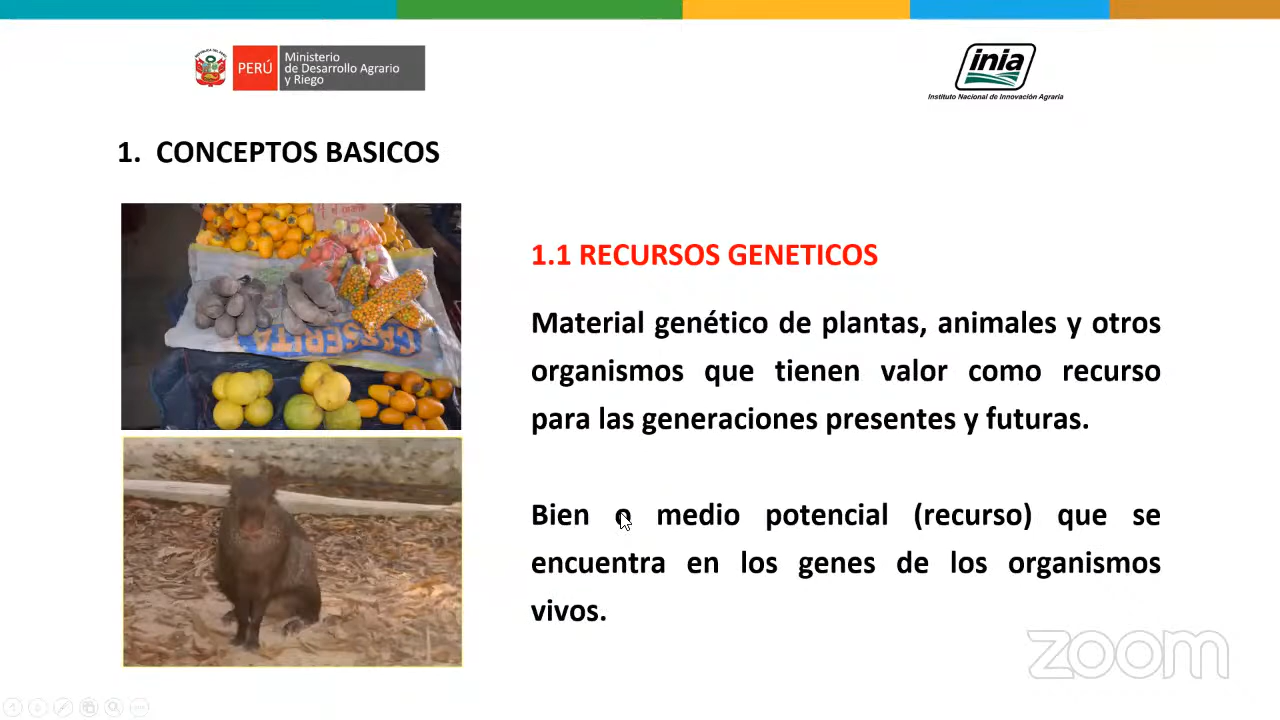 PERÚ
Ministerio
de Desarrollo Agrario
y Riego
inia
Instituto Nacional de Innovación Agraria
1. CONCEPTOS BASICOS
CASERITA
1.1 RECURSOS GENETICOS
Material genético de plantas, animales y otros
organismos que tienen valor como recurso
para las generaciones presentes y futuras.
Bien o medio potencial (recurso) que se
encuentra en los genes de los organismos
vivos.
zoom